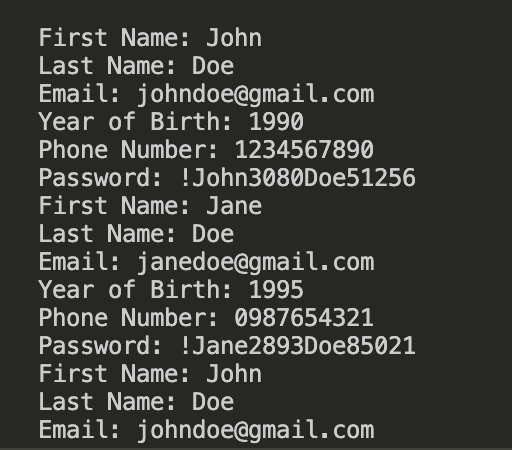 First Name: John
Last Name: Doe
Email: johndoe@gmail.com
Year of Birth: 1990
Phone Number: 1234567890
Password: !John3080Doe51256
First Name: Jane
Last Name: Doe
Email: janedoe@gmail.com
Year of Birth: 1995
Phone Number: 0987654321
Password: !Jane2893Doe85021
First Name: John
Last Name: Doe
Email: johndoe@gmail.com